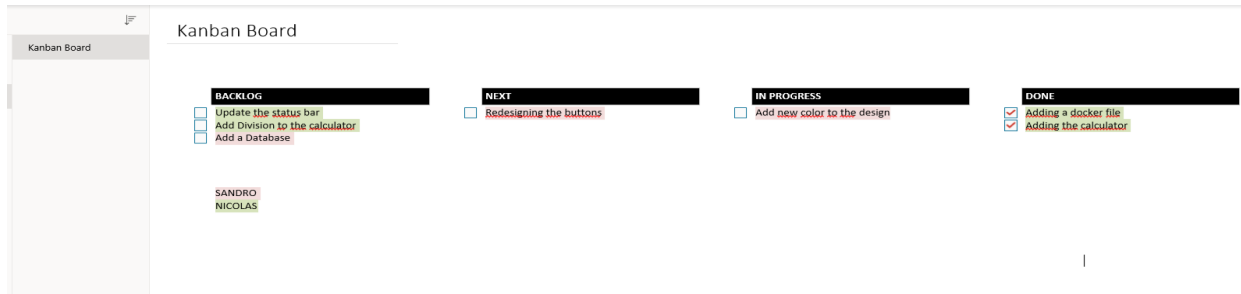 Kanban Board
Kanban Board
BACKLOG
Update the status bar
Add Division to the calculator
Add a Database
SANDRO
NICOLAS
NEXT
Redesigning the buttons
IN PROGRESS
Add new color to the design
DONE
Adding a docker file
Adding the calculator